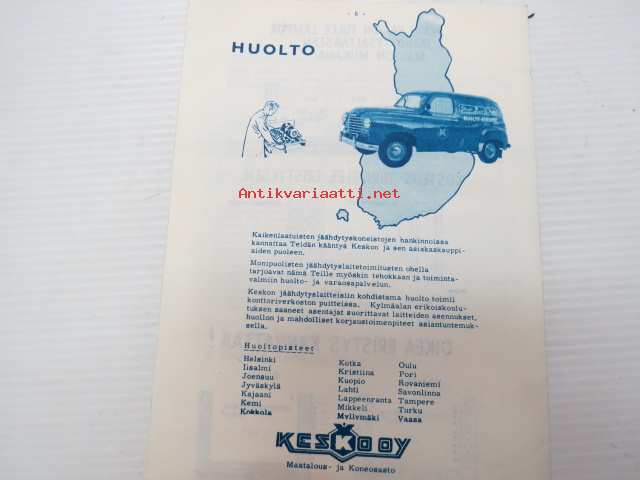 - 6 -
HUOLTO
Antikvariaatti.net
Kaikenlaatuisten jäähdytyskoneistojen hankinnoissa
kannattaa Teidän kääntyä Keskon ja sen asiakaskauppi-
aiden puoleen.
Monipuolisten jäähdytyslaitetoimitusten ohella
tarjoavat nämä Teille myöskin tehokkaan ja toiminta-
valmiin huolto- ja varaosapalvelun.
Keskon jäähdytyslaitteisiin kohdistama huolto toimii
konttoriverkoston puitteissa. Kylmäalan erikoiskoulu-
tuksen saaneet asentajat suorittavat laitteiden asennukset,
huollon ja mahdolliset korjaustoimenpiteet asiantuntemuk-
sella.
Huoltopisteet
Helsinki
Iisalmi
Joensuu
Jyväskylä
Kajaani
Kemi
Kokkola
Kotka
Kristiina
Kuopio
Lahti
Lappeenranta
Mikkeli
Myllymäki
Oulu
Pori
Rovaniemi
Savonlinna
Tampere
Turku
Vaasa
KESKO OY
Maatalous- ja Koneosasto